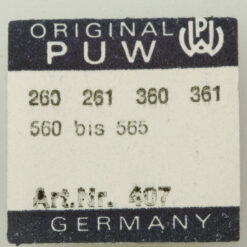 ORIGINAL
PUW
260 261 360 361
560 bis 565
Art.Nr. 407
GERMANY